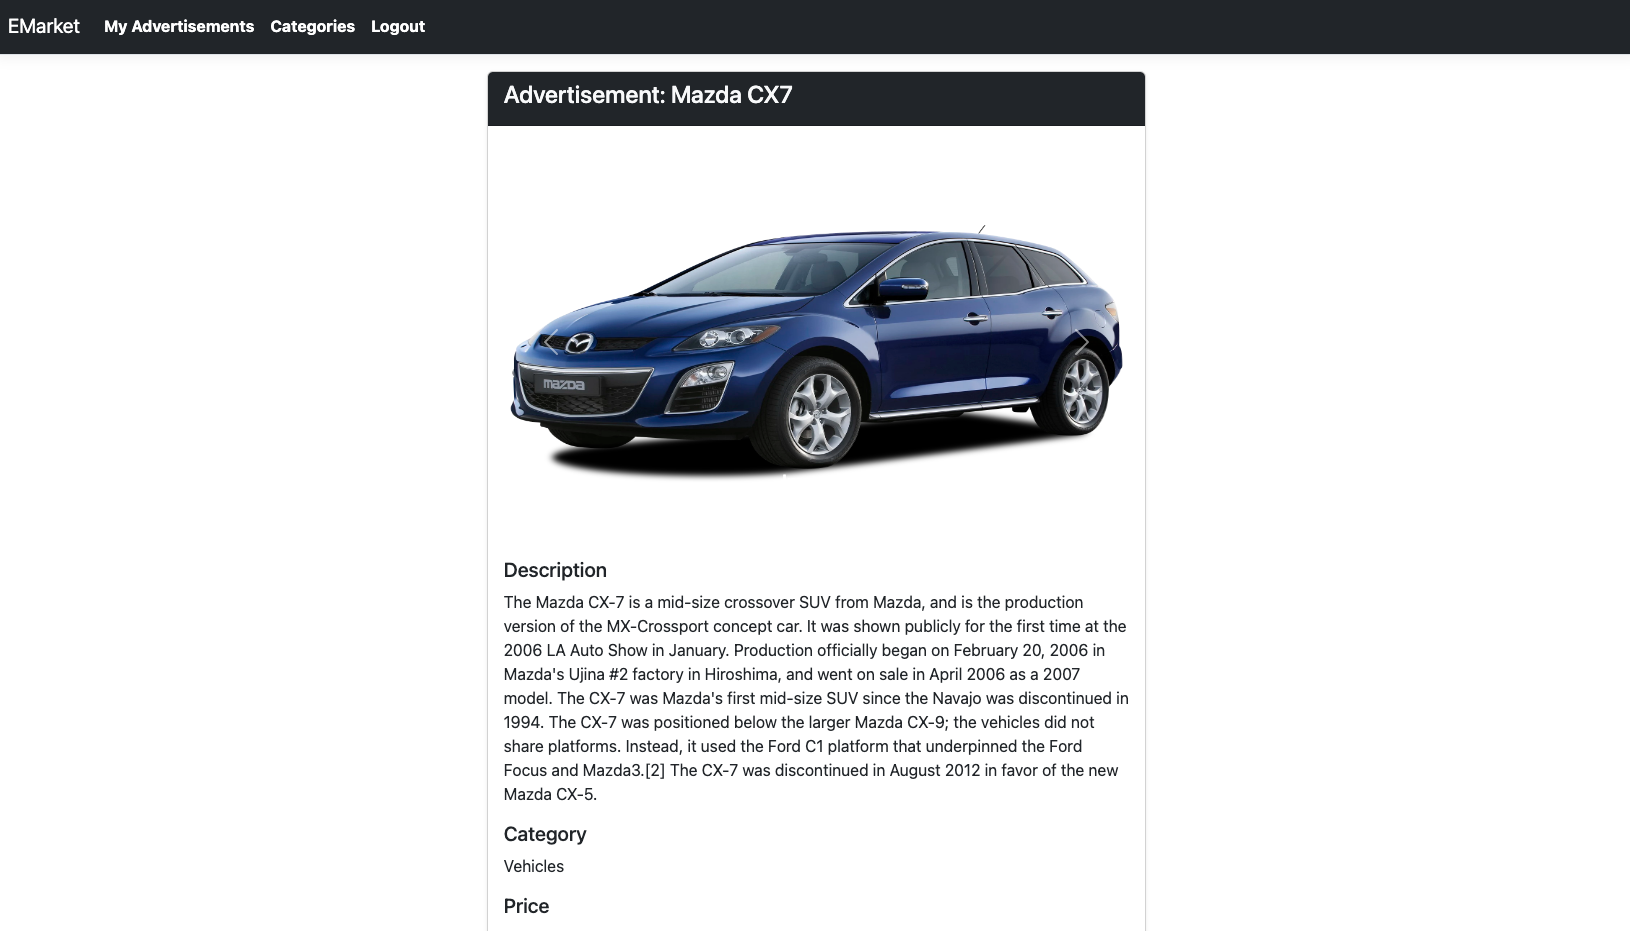 EMarket My Advertisements Categories Logout
Advertisement: Mazda CX7
mazda
Description
The Mazda CX-7 is a mid-size crossover SUV from Mazda, and is the production
version of the MX-Crossport concept car. It was shown publicly for the first time at the
2006 LA Auto Show in January. Production officially began on February 20, 2006 in
Mazda's Ujina #2 factory in Hiroshima, and went on sale in April 2006 as a 2007
model. The CX-7 was Mazda's first mid-size SUV since the Navajo was discontinued in
1994. The CX-7 was positioned below the larger Mazda CX-9; the vehicles did not
share platforms. Instead, it used the Ford C1 platform that underpinned the Ford
Focus and Mazda3.[2] The CX-7 was discontinued in August 2012 in favor of the new
Mazda CX-5.
Category
Vehicles
Price